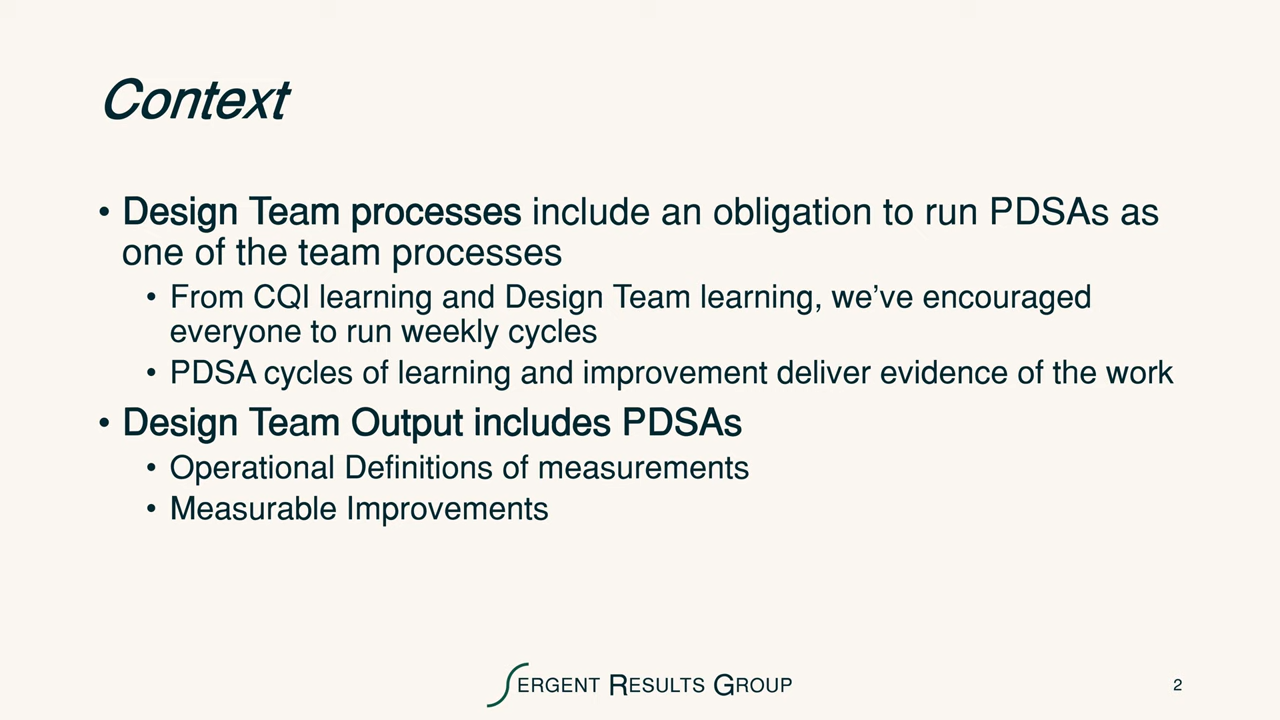 Context
• Design Team processes include an obligation to run PDSAs as
one of the team processes
• From CQI learning and Design Team learning, we’ve encouraged
everyone to run weekly cycles
• PDSA cycles of learning and improvement deliver evidence of the work
• Design Team Output includes PDSAs
• Operational Definitions of measurements
• Measurable Improvements
SERGENT RESULTS GROUP
2